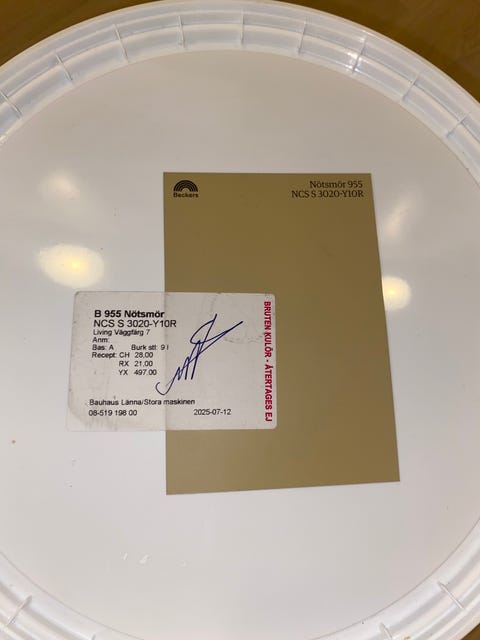 Beckers
Nötsmör 955
NCS S 3020-Y10R
B 955 Nötsmör
NCS S 3020-Y10R
Living Väggfärg 7
Anm:
Bas: A Burk stl: 9 l
Recept: CH 28,00
RX 21,00
YX 497,00
Bauhaus Länna/Stora maskinen
08-519 198 00 2025-07-12
BRUTEN KULÖR - ÅTERTAGES EJ